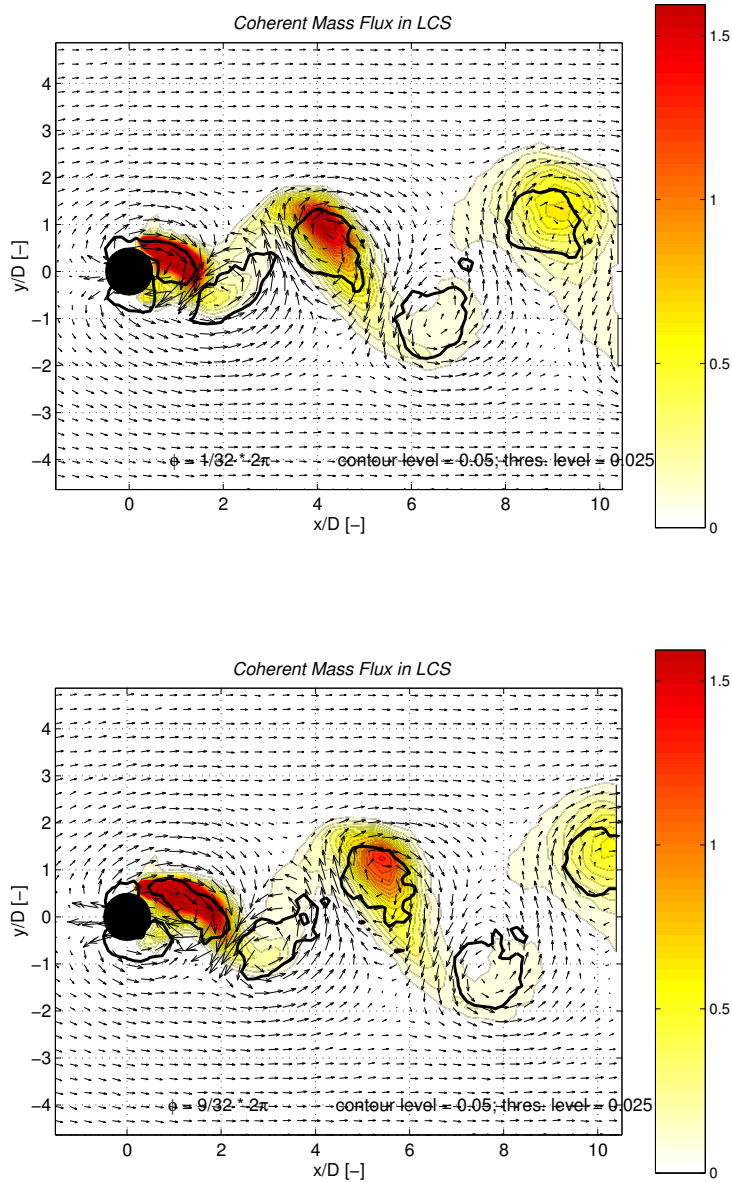 Coherent Mass Flux in LCS
1.5
1
0.5
0
4
3
2
1
0
−1
−2
−3
−4
y/D [−]
ϕ = 1/32 * 2π contour level = 0.05; thres. level = 0.025
0 2 4 6 8 10
x/D [−]
Coherent Mass Flux in LCS
1.5
1
0.5
0
4
3
2
1
0
−1
−2
−3
−4
y/D [−]
ϕ = 9/32 * 2π contour level = 0.05; thres. level = 0.025
0 2 4 6 8 10
x/D [−]